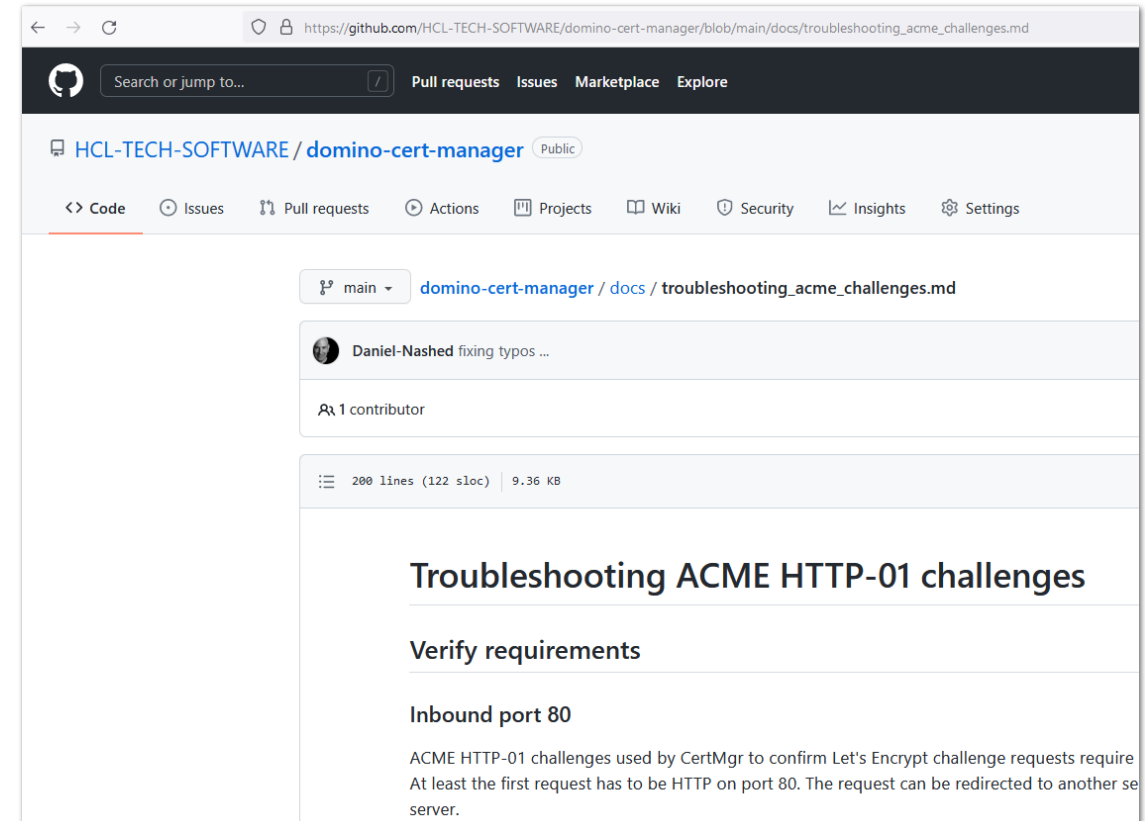 https://github.com/HCL-TECH-SOFTWARE/domino-cert-manager/blob/main/docs/troubleshooting_acme_challenges.md
Search or jump to... / Pull requests Issues Marketplace Explore
HCL-TECH-SOFTWARE / domino-cert-manager Public
<> Code Issues Pull requests Actions Projects Wiki Security Insights Settings
main domino-cert-manager / docs / troubleshooting_acme_challenges.md
Daniel-Nashed fixing typos ...
1 contributor
200 lines (122 sloc) 9.36 KB
Troubleshooting ACME HTTP-01 challenges
Verify requirements
Inbound port 80
ACME HTTP-01 challenges used by CertMgr to confirm Let's Encrypt challenge requests require
At least the first request has to be HTTP on port 80. The request can be redirected to another se
server.